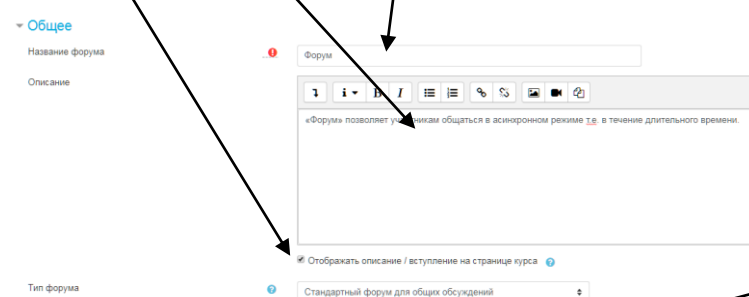 Общее
Название форума
Форум
Описание
B I
«Форум» позволяет участникам общаться в асинхронном режиме т.е. в течение длительного времени.
Отображать описание / вступление на странице курса
Тип форума
Стандартный форум для общих обсуждений